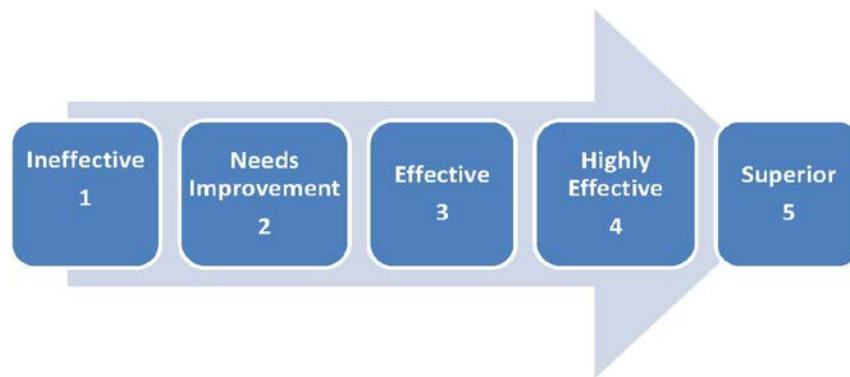 Ineffective
1
Needs
Improvement
2
Effective
3
Highly
Effective
4
Superior
5